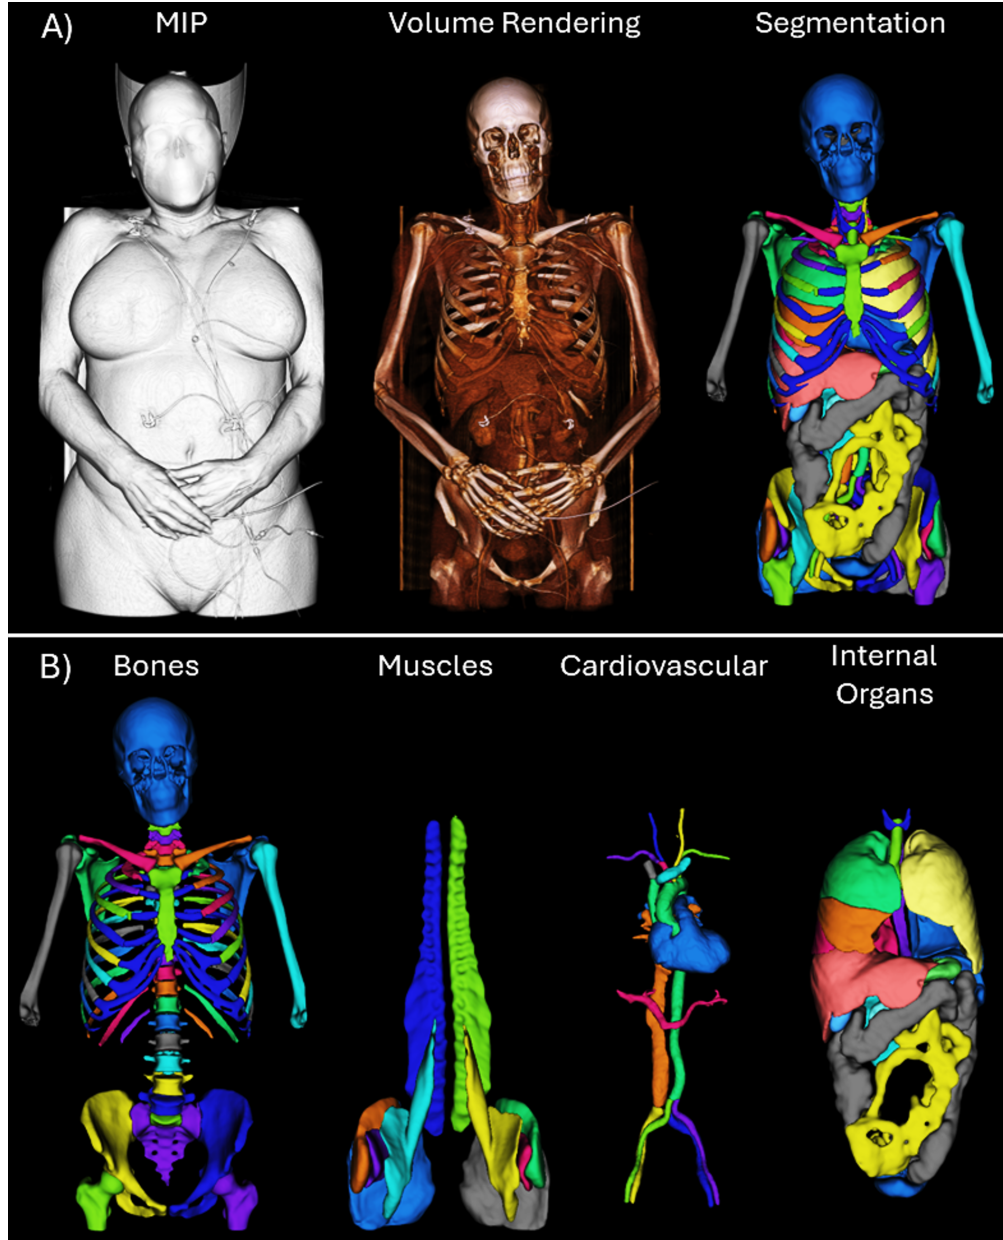 A)
MIP
Volume Rendering
Segmentation
B)
Bones
Muscles
Cardiovascular
Internal
Organs